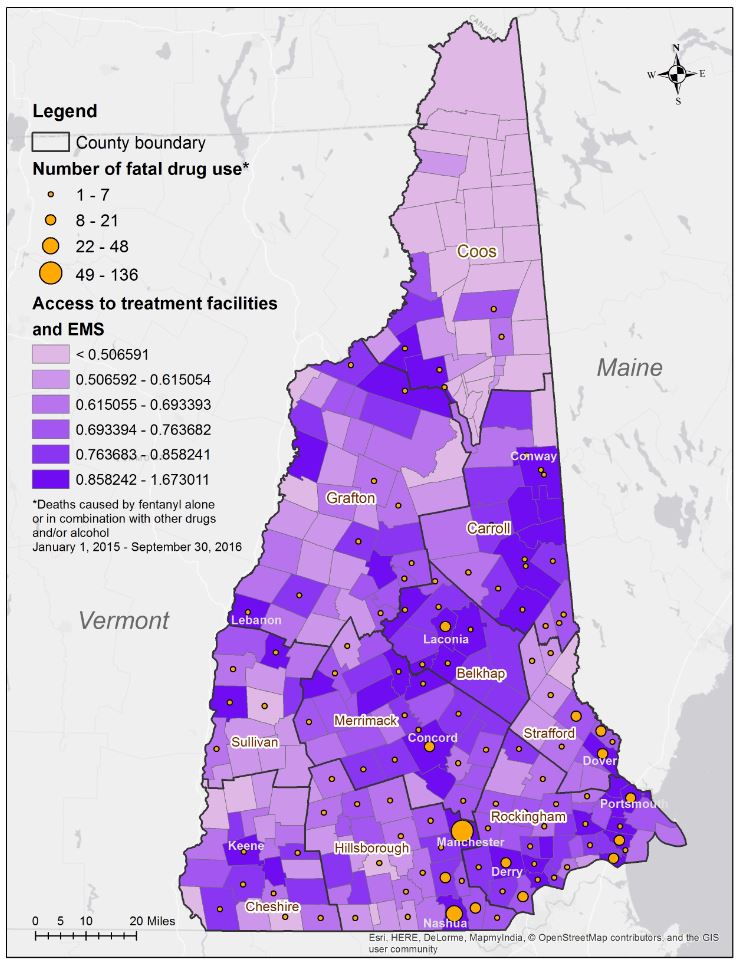 CANADA
N
W E
S
Legend
County boundary
Number of fatal drug use*
1 - 7
8 - 21
22 - 48
49 - 136
Access to treatment facilities
and EMS
< 0.506591
0.506592 - 0.615054
0.615055 - 0.693393
0.693394 - 0.763682
0.763683 - 0.858241
0.858242 - 1.673011
*Deaths caused by fentanyl alone
or in combination with other drugs
and/or alcohol
January 1, 2015 - September 30, 2016
Coos
Maine
Conway
Grafton
Carroll
Vermont
Lebanon
Laconia
Belkhap
Merrimack
Sullivan
Concord
Strafford
Dover
Portsmouth
Rockingham
Manchester
Hillsborough
Keene
Derry
Cheshire
Nashua
0 5 10 20 Miles
Esri, HERE, DeLorme, MapmyIndia, © OpenStreetMap contributors, and the GIS
user community